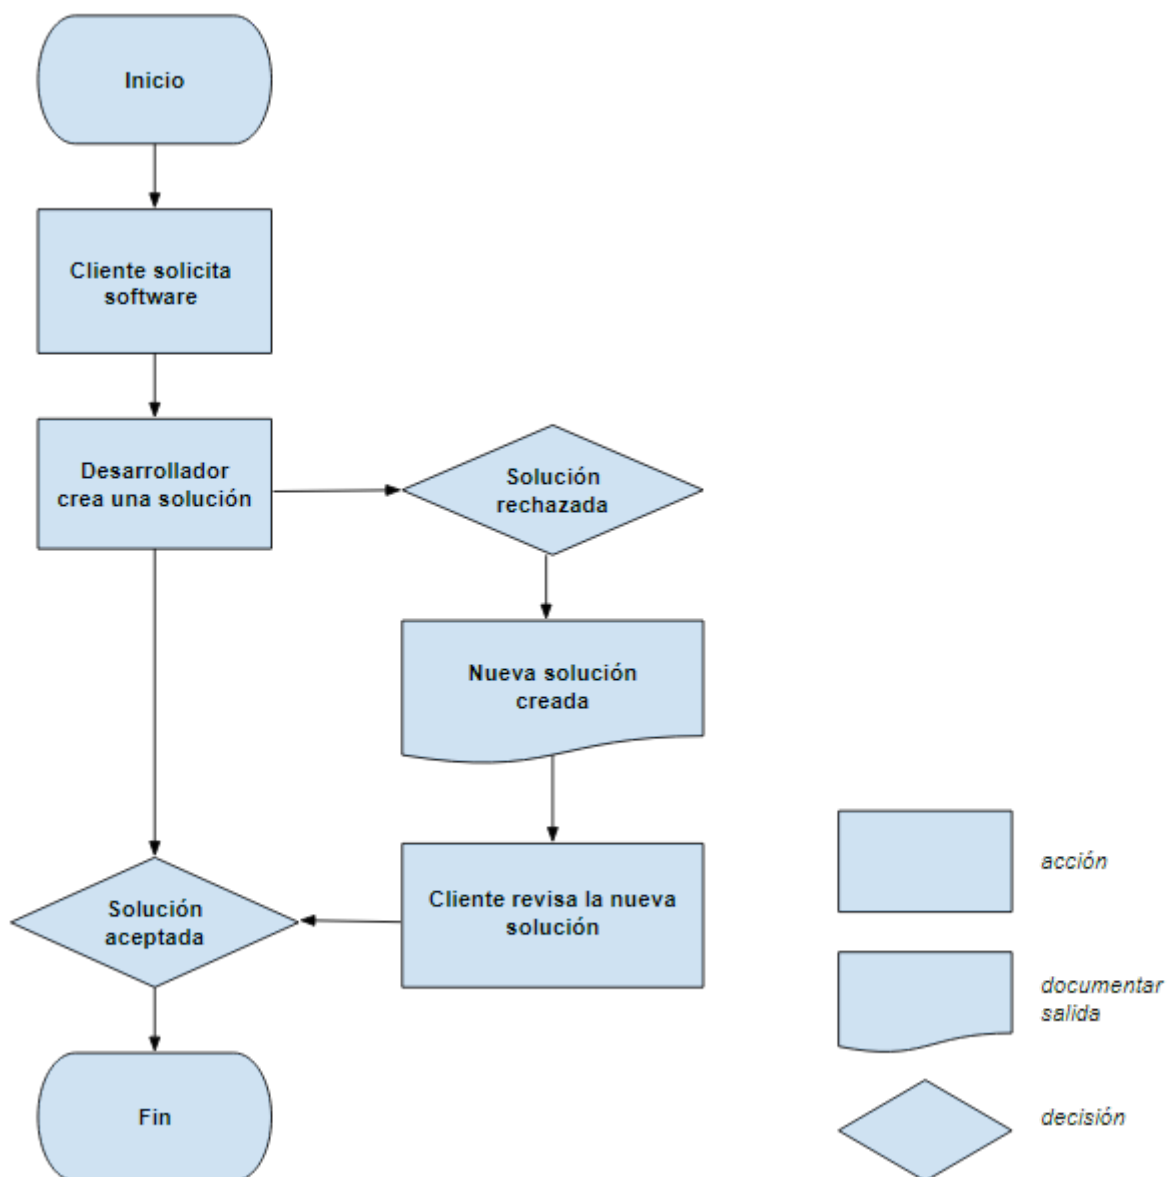 Inicio
Cliente solicita
software
Desarrollador
crea una solución
Solución
rechazada
Nueva solución
creada
Cliente revisa la nueva
solución
Solución
aceptada
Fin
acción
documentar
salida
decisión